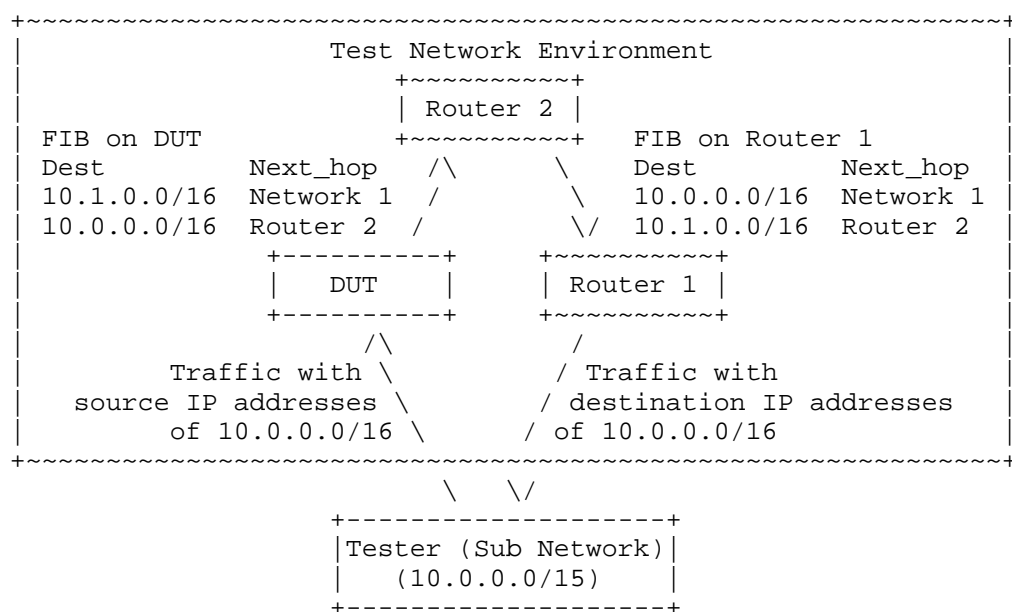 Test Network Environment
Router 2
FIB on DUT FIB on Router 1
Dest Next_hop Dest Next_hop
10.1.0.0/16 Network 1 10.0.0.0/16 Network 1
10.0.0.0/16 Router 2 10.1.0.0/16 Router 2
DUT Router 1
Traffic with Traffic with
source IP addresses destination IP addresses
of 10.0.0.0/16 of 10.0.0.0/16
Tester (Sub Network)
(10.0.0.0/15)